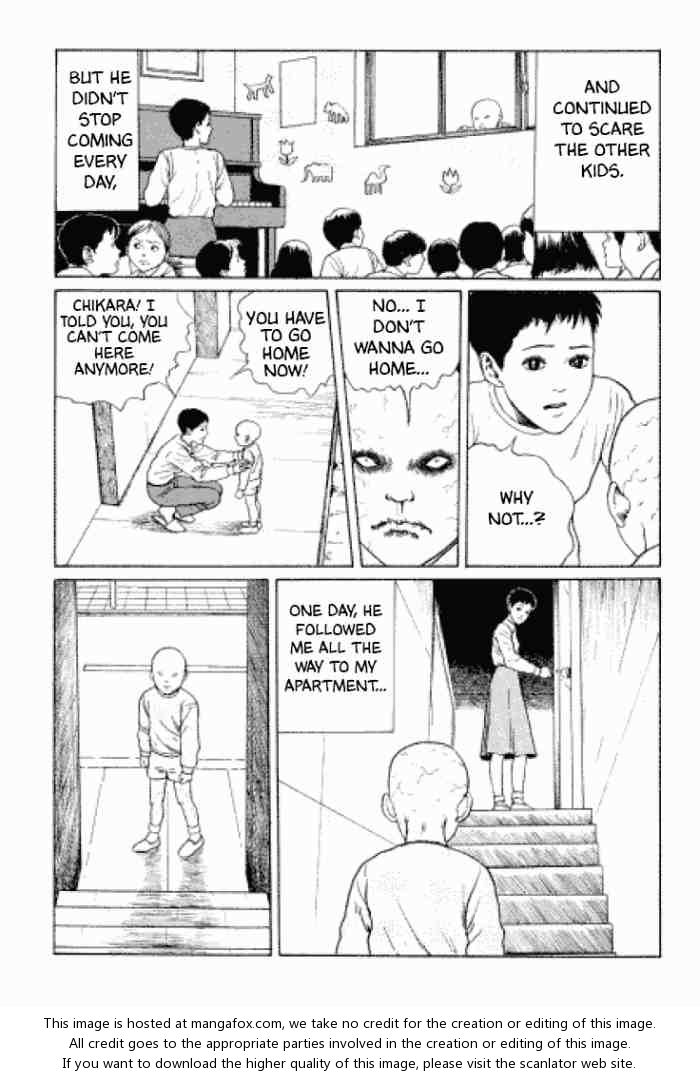 BUT HE
DIDN'T
STOP
COMING
EVERY
DAY,
AND
CONTINUED
TO SCARE
THE OTHER
KIDS.
CHIKARA! I
TOLD YOU, YOU
CAN'T COME
HERE
ANYMORE!
YOU HAVE
TO GO
HOME
NOW!
NO... I
DON'T
WANNA GO
HOME...
WHY
NOT...?
ONE DAY, HE
FOLLOWED
ME ALL THE
WAY TO MY
APARTMENT...
This image is hosted at mangafox.com, we take no credit for the creation or editing of this image.
All credit goes to the appropriate parties involved in the creation or editing of this image.
If you want to download the higher quality of this image, please visit the scanlator web site.